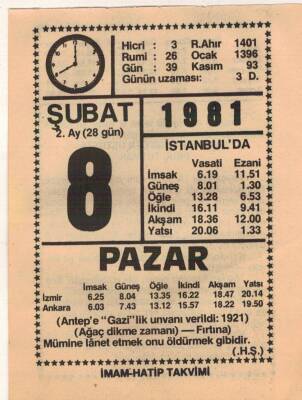 Hicri : 3 R.Ahır 1401
Rumi : 26 Ocak 1396
Gün : 39 Kasım 93
Günün uzaması: 3 D.
ŞUBAT
2. Ay (28 gün)
8
1981
İSTANBUL'DA
Vasati Ezani
İmsak 6.19 11.51
Güneş 8.01 1.30
Öğle 13.28 6.53
İkindi 16.11 9.41
Akşam 18.36 12.00
Yatsı 20.06 1.33
PAZAR
İmsak Güneş Öğle İkindi Akşam Yatsı
İzmir 6.25 8.04 13.35 16.22 18.47 20.14
Ankara 6.03 7.43 13.12 15.57 18.22 19.50
(Antep'e "Gazi"lik unvanı verildi: 1921)
(Ağaç dikme zamanı) — Fırtına)
Mümine lânet etmek onu öldürmek gibidir.
(.H.Ş.)
İMAM-HATİP TAKVİMİ